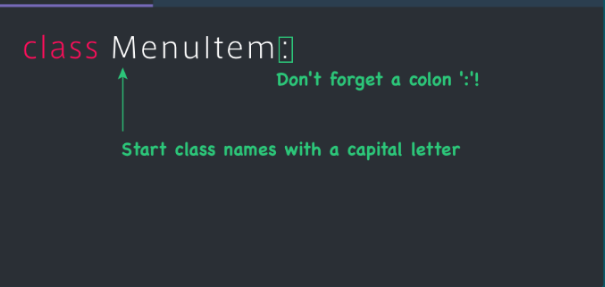 class MenuItem:
Don't forget a colon ':'!
Start class names with a capital letter